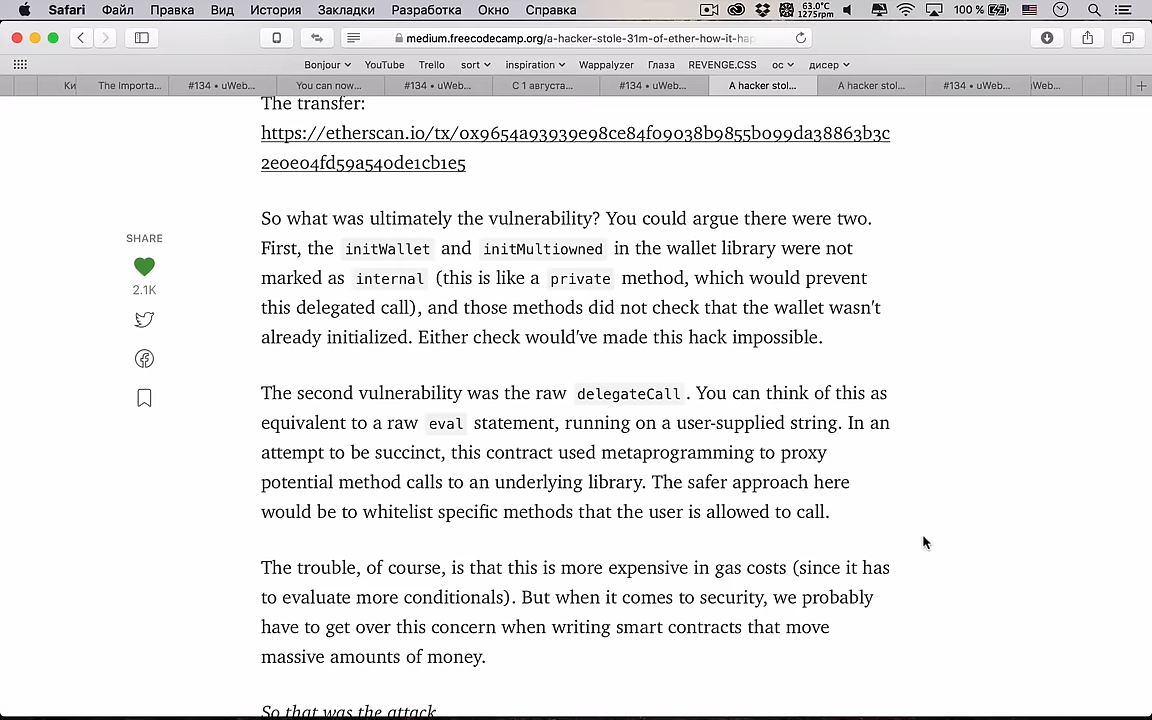 Safari Файл Правка Вид История Закладки Разработка Окно Справка 63.0°C 1275rpm 100 %
medium.freecodecamp.org/a-hacker-stole-31m-of-ether-how-it-hap
Bonjour YouTube Trello sort inspiration Wappalyzer Глаза REVENGE.CSS ос дисер
Ки The Importa... #134 • uWeb... You can now... #134 • uWeb... С 1 августа... #134 • uWeb... A hacker stol... A hacker stol... #134 • uWeb... Web...
The transfer:
https://etherscan.io/tx/0x9654a93939e98ce84f09038b9855b099da38863b3c
2e0e04fd59a540de1cb1e5
So what was ultimately the vulnerability? You could argue there were two.
First, the initWallet and initMultiowned in the wallet library were not
marked as internal (this is like a private method, which would prevent
this delegated call), and those methods did not check that the wallet wasn't
already initialized. Either check would've made this hack impossible.
SHARE
2.1K
The second vulnerability was the raw delegateCall. You can think of this as
equivalent to a raw eval statement, running on a user-supplied string. In an
attempt to be succinct, this contract used metaprogramming to proxy
potential method calls to an underlying library. The safer approach here
would be to whitelist specific methods that the user is allowed to call.
The trouble, of course, is that this is more expensive in gas costs (since it has
to evaluate more conditionals). But when it comes to security, we probably
have to get over this concern when writing smart contracts that move
massive amounts of money.
So that was the attack